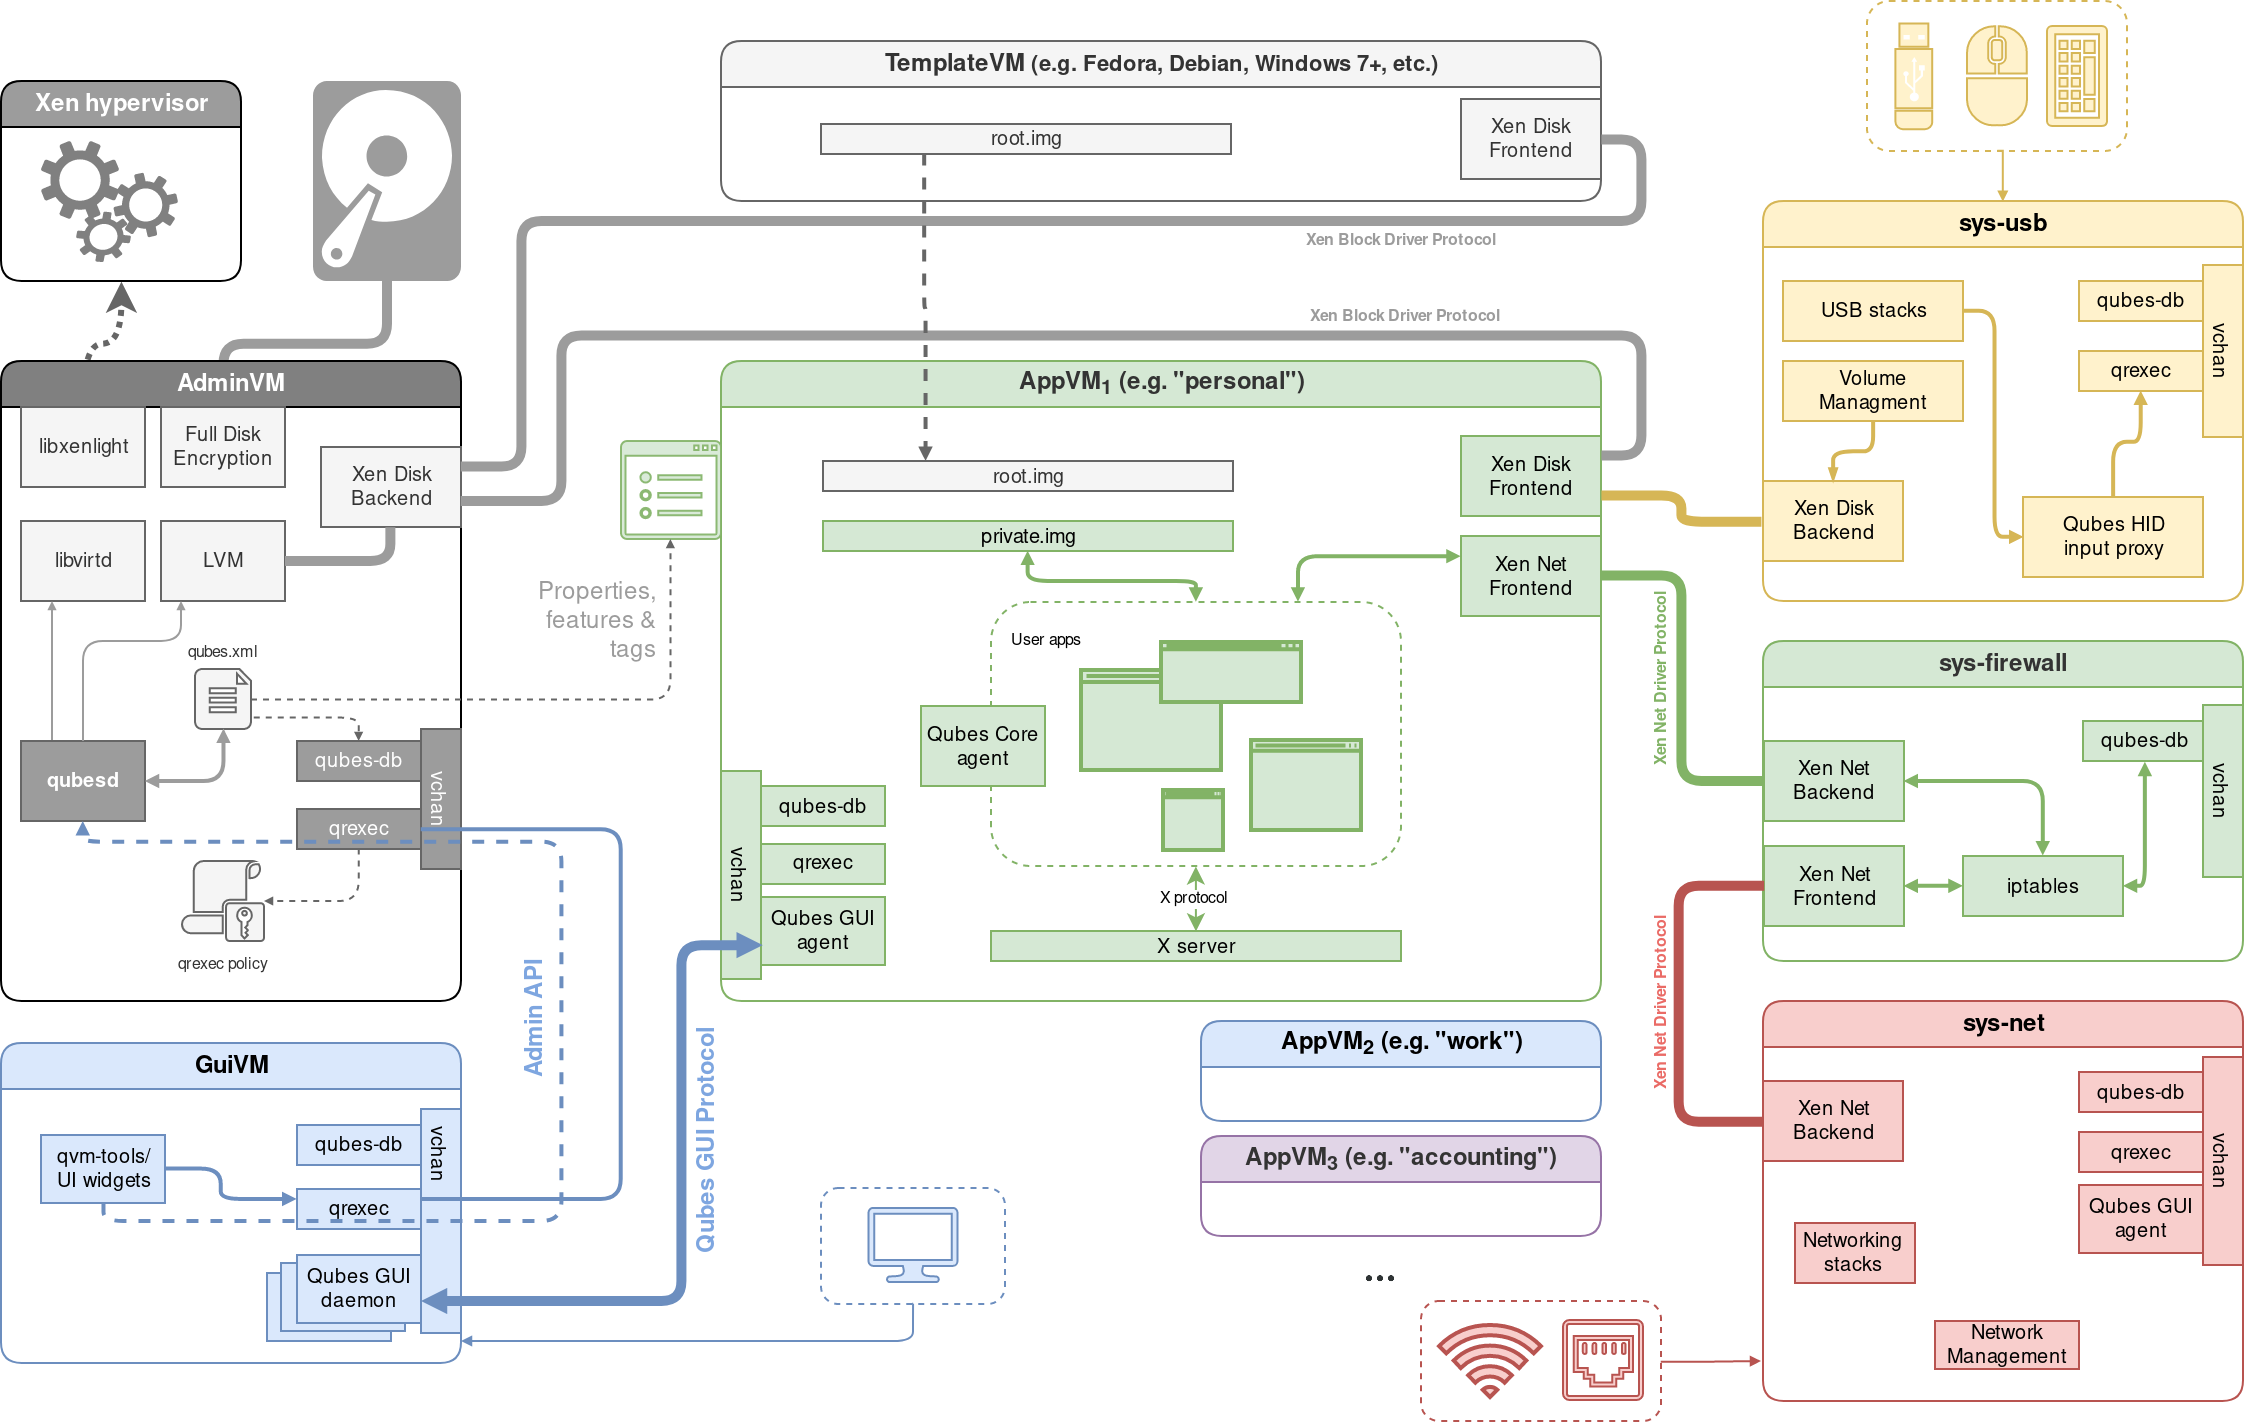 Xen hypervisor
TemplateVM (e.g. Fedora, Debian, Windows 7+, etc.)
root.img
Xen Disk
Frontend
Xen Block Driver Protocol
Xen Block Driver Protocol
AdminVM
libxenlight
Full Disk
Encryption
Xen Disk
Backend
libvirtd
LVM
qubes.xml
qubesd
qubes-db
qrexec
vchan
qrexec policy
Properties,
features &
tags
Admin API
GuiVM
qvm-tools/
UI widgets
qubes-db
qrexec
vchan
Qubes GUI
daemon
Qubes GUI Protocol
AppVM1 (e.g. "personal")
root.img
private.img
Xen Disk
Frontend
Xen Net
Frontend
User apps
Qubes Core
agent
vchan
qubes-db
qrexec
Qubes GUI
agent
X protocol
X server
AppVM2 (e.g. "work")
AppVM3 (e.g. "accounting")
...
sys-usb
USB stacks
Volume
Managment
Xen Disk
Backend
qubes-db
qrexec
vchan
Qubes HID
input proxy
Xen Net Driver Protocol
sys-firewall
Xen Net
Backend
Xen Net
Frontend
qubes-db
vchan
iptables
Xen Net Driver Protocol
sys-net
Xen Net
Backend
qubes-db
qrexec
Qubes GUI
agent
vchan
Networking
stacks
Network
Management